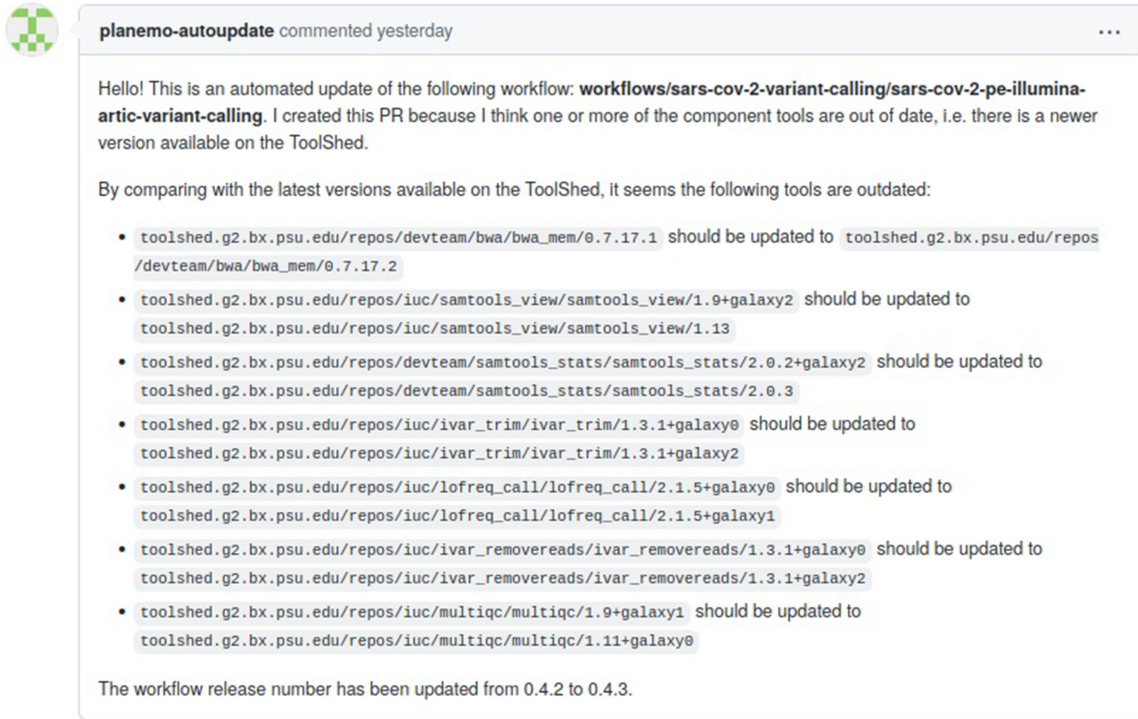 planemo-autoupdate commented yesterday
...
Hello! This is an automated update of the following workflow: workflows/sars-cov-2-variant-calling/sars-cov-2-pe-illumina-
artic-variant-calling. I created this PR because I think one or more of the component tools are out of date, i.e. there is a newer
version available on the ToolShed.
By comparing with the latest versions available on the ToolShed, it seems the following tools are outdated:
• toolshed.g2.bx.psu.edu/repos/devteam/bwa/bwa_mem/0.7.17.1 should be updated to toolshed.g2.bx.psu.edu/repos
/devteam/bwa/bwa_mem/0.7.17.2
• toolshed.g2.bx.psu.edu/repos/iuc/samtools_view/samtools_view/1.9+galaxy2 should be updated to
toolshed.g2.bx.psu.edu/repos/iuc/samtools_view/samtools_view/1.13
• toolshed.g2.bx.psu.edu/repos/devteam/samtools_stats/samtools_stats/2.0.2+galaxy2 should be updated to
toolshed.g2.bx.psu.edu/repos/devteam/samtools_stats/samtools_stats/2.0.3
• toolshed.g2.bx.psu.edu/repos/iuc/ivar_trim/ivar_trim/1.3.1+galaxy0 should be updated to
toolshed.g2.bx.psu.edu/repos/iuc/ivar_trim/ivar_trim/1.3.1+galaxy2
• toolshed.g2.bx.psu.edu/repos/iuc/lofreq_call/lofreq_call/2.1.5+galaxy0 should be updated to
toolshed.g2.bx.psu.edu/repos/iuc/lofreq_call/lofreq_call/2.1.5+galaxy1
• toolshed.g2.bx.psu.edu/repos/iuc/ivar_removereads/ivar_removereads/1.3.1+galaxy0 should be updated to
toolshed.g2.bx.psu.edu/repos/iuc/ivar_removereads/ivar_removereads/1.3.1+galaxy2
• toolshed.g2.bx.psu.edu/repos/iuc/multiqc/multiqc/1.9+galaxy1 should be updated to
toolshed.g2.bx.psu.edu/repos/iuc/multiqc/multiqc/1.11+galaxy0
The workflow release number has been updated from 0.4.2 to 0.4.3.